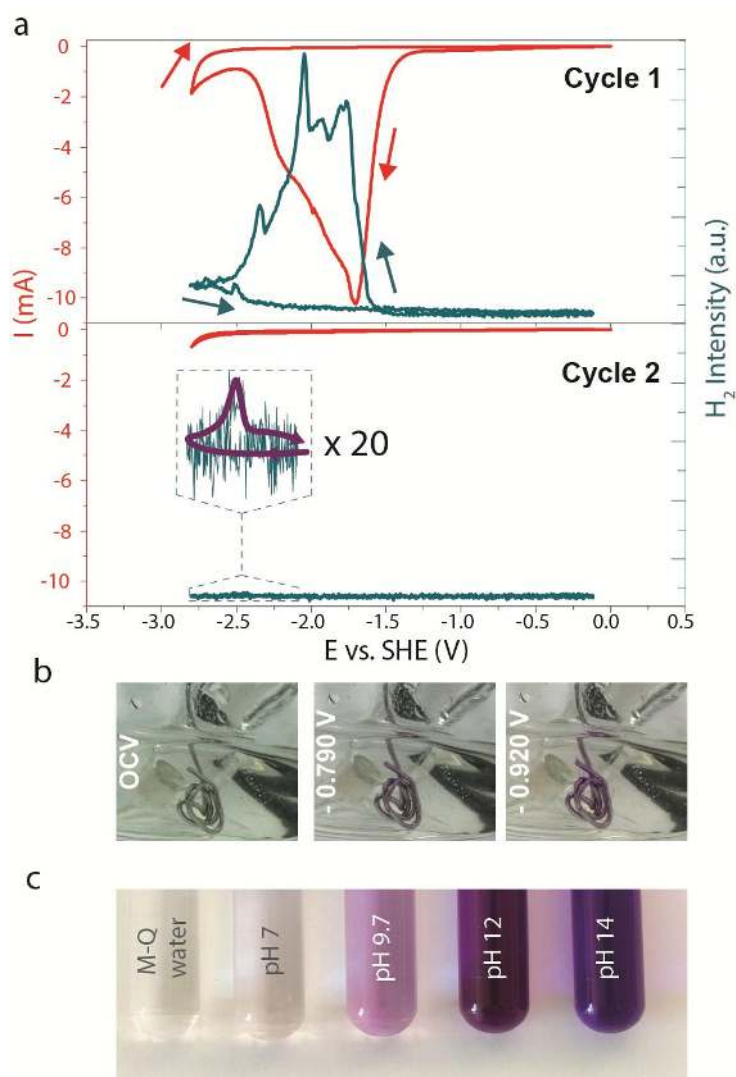 a
0
-2
-4
-6
-8
-10
Cycle 1
I (mA)
H₂ Intensity (a.u.)
0
-2
-4
-6
-8
-10
Cycle 2
x 20
-3.5 -3.0 -2.5 -2.0 -1.5 -1.0 -0.5 0.0 0.5
E vs. SHE (V)
b
OCV
- 0.790 V
- 0.920 V
c
M-Q
water
pH 7
pH 9.7
pH 12
pH 14